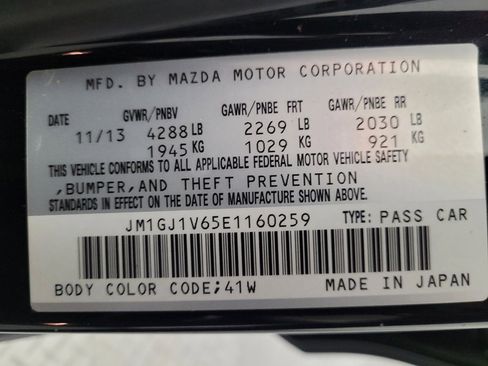 MFD. BY MAZDA MOTOR CORPORATION
DATE GVWR/PNBV GAWR/PNBE FRT GAWR/PNBE RR
11/13 4288 LB 2269 LB 2030 LB
1945 KG 1029 KG 921 KG
THIS VEHICLE CONFORMS TO ALL APPLICABLE FEDERAL MOTOR VEHICLE SAFETY
,BUMPER,AND THEFT PREVENTION
STANDARDS IN EFFECT ON THE DATE OF MANUFACTURE SHOWN ABOVE.
JM1GJ1V65E1160259 TYPE: PASS CAR
BODY COLOR CODE;41W MADE IN JAPAN